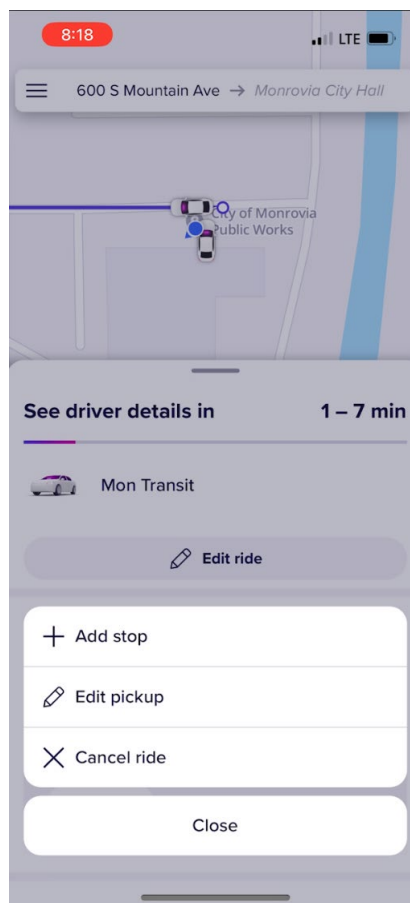 8:18
LTE
600 S Mountain Ave → Monrovia City Hall
City of Monrovia
Public Works
See driver details in 1 – 7 min
Mon Transit
Edit ride
Add stop
Edit pickup
Cancel ride
Close